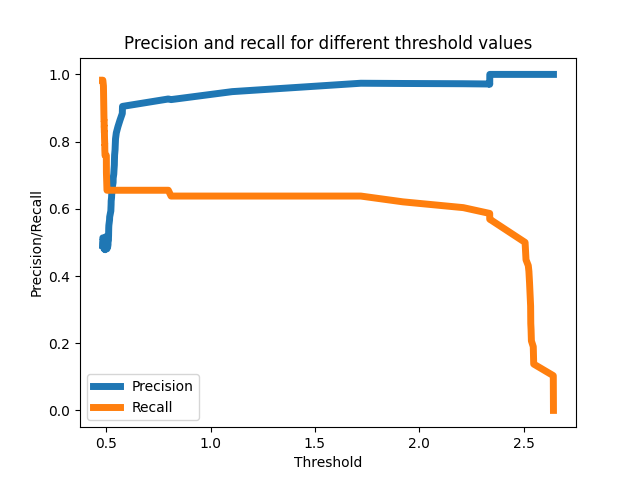 Precision and recall for different threshold values
1.0
0.8
0.6
0.4
0.2
0.0
Precision/Recall
Precision
Recall
0.5 1.0 1.5 2.0 2.5
Threshold